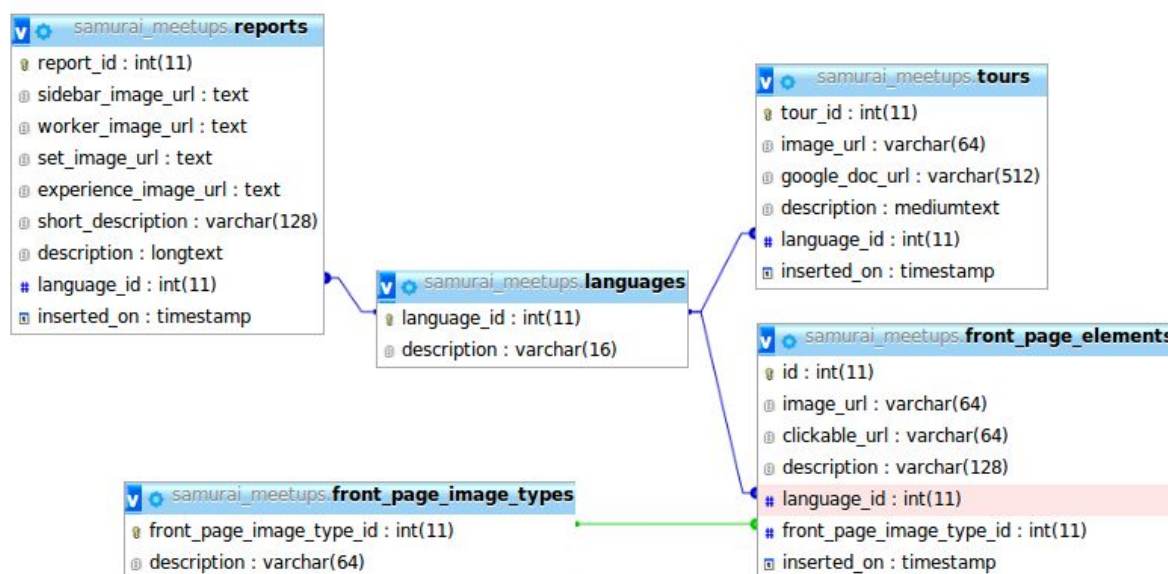 samurai_meetups.reports
report_id : int(11)
sidebar_image_url : text
worker_image_url : text
set_image_url : text
experience_image_url : text
short_description : varchar(128)
description : longtext
language_id : int(11)
inserted_on : timestamp
samurai_meetups.languages
language_id : int(11)
description : varchar(16)
samurai_meetups.tours
tour_id : int(11)
image_url : varchar(64)
google_doc_url : varchar(512)
description : mediumtext
language_id : int(11)
inserted_on : timestamp
samurai_meetups.front_page_elements
id : int(11)
image_url : varchar(64)
clickable_url : varchar(64)
description : varchar(128)
language_id : int(11)
front_page_image_type_id : int(11)
inserted_on : timestamp
samurai_meetups.front_page_image_types
front_page_image_type_id : int(11)
description : varchar(64)